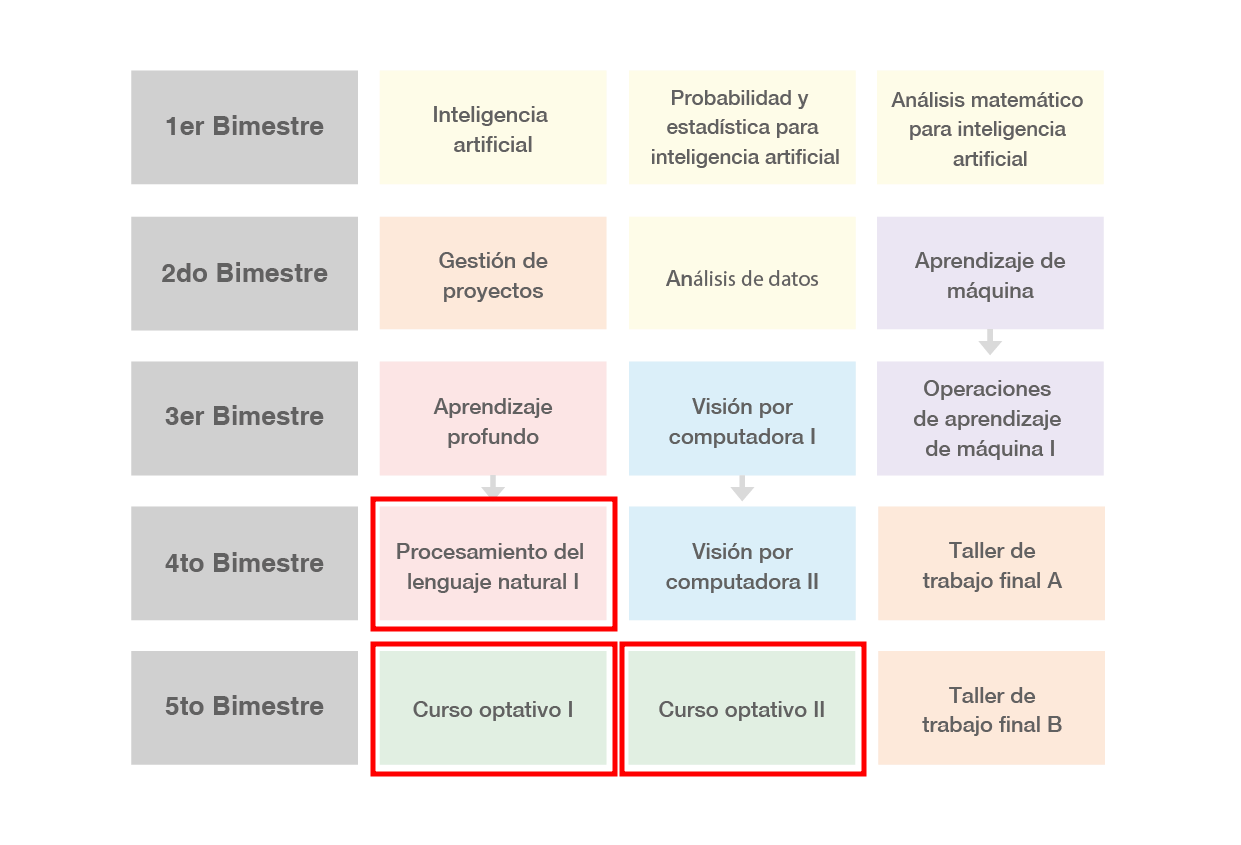 1er Bimestre
Inteligencia
artificial
Probabilidad y
estadística para
inteligencia artificial
Análisis matemático
para inteligencia
artificial
2do Bimestre
Gestión de
proyectos
Análisis de datos
Aprendizaje de
máquina
3er Bimestre
Aprendizaje
profundo
Visión por
computadora I
Operaciones
de aprendizaje
de máquina I
4to Bimestre
Procesamiento del
lenguaje natural I
Visión por
computadora II
Taller de
trabajo final A
5to Bimestre
Curso optativo I
Curso optativo II
Taller de
trabajo final B